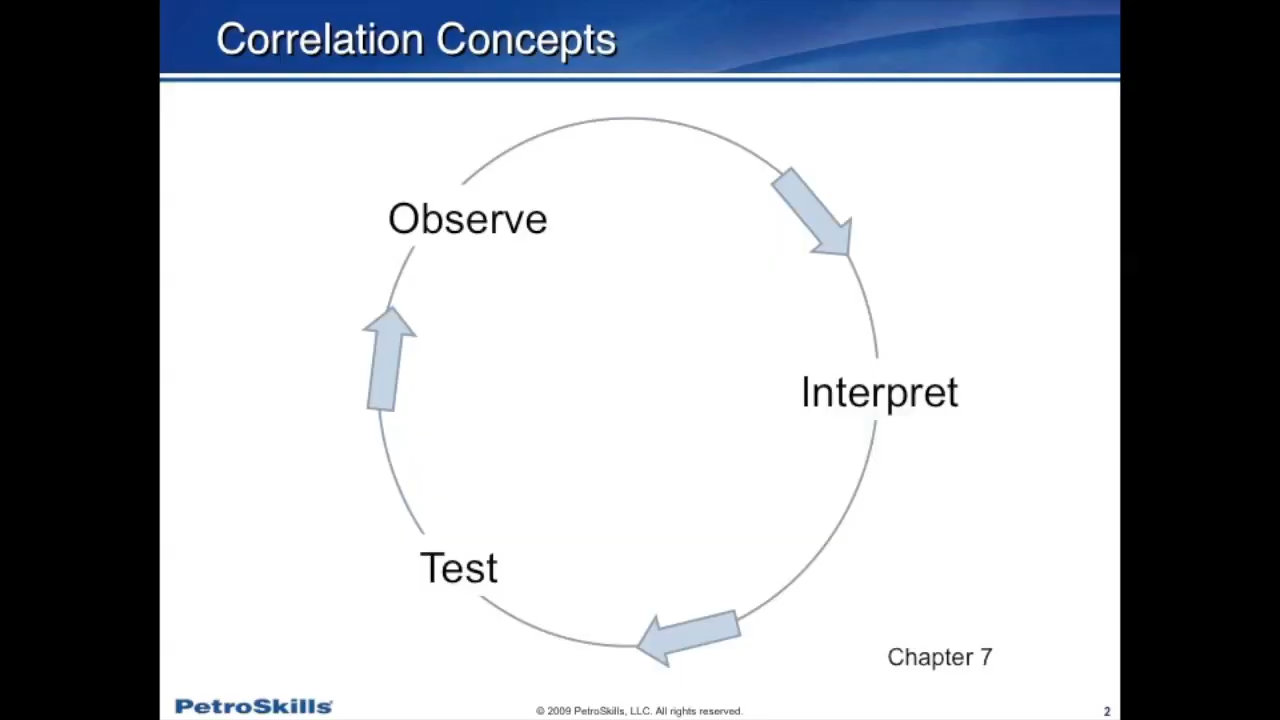 Correlation Concepts
Observe
Interpret
Test
Chapter 7
PetroSkills
© 2009 PetroSkills, LLC. All rights reserved.
2